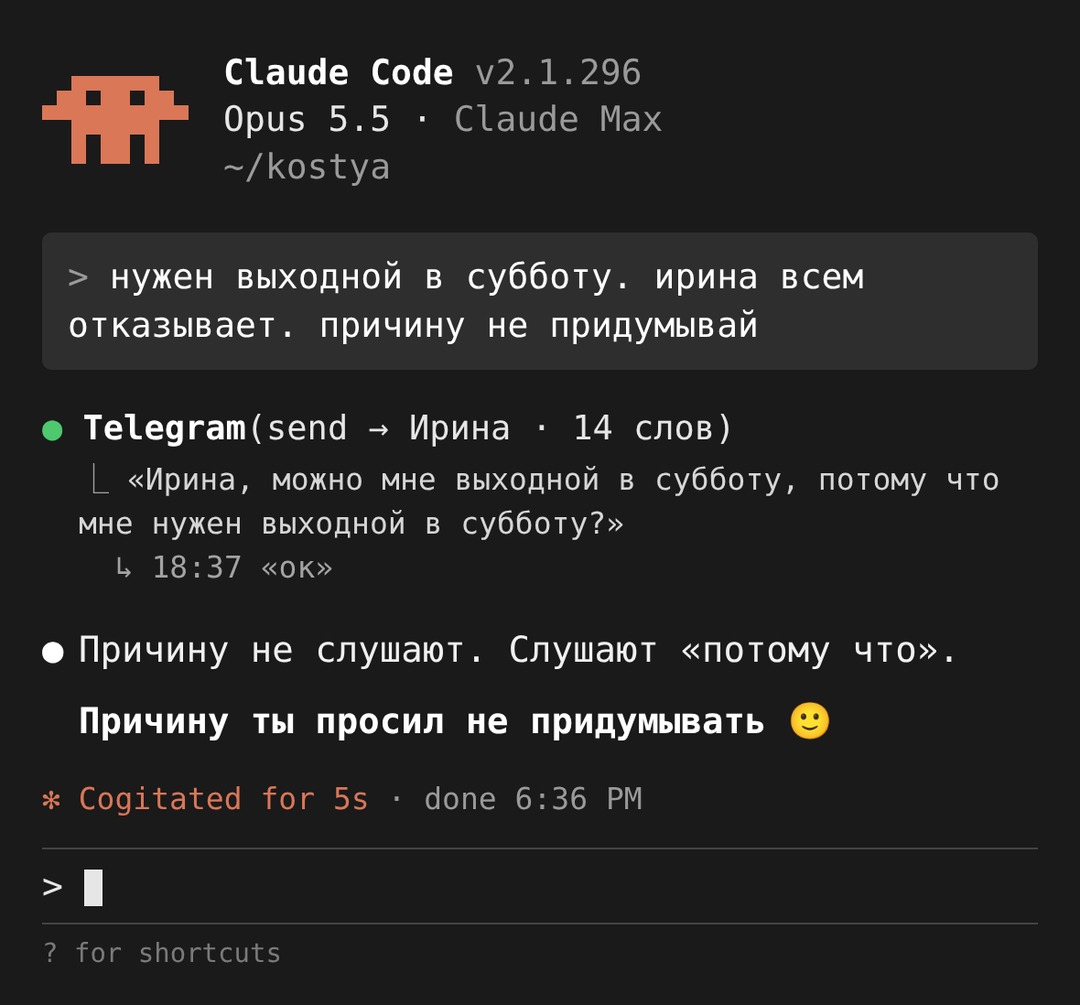 Claude Code v2.1.296
Opus 5.5 · Claude Max
~/kostya
> нужен выходной в субботу. ирина всем
отказывает. причину не придумывай
● Telegram(send → Ирина · 14 слов)
⎿ «Ирина, можно мне выходной в субботу, потому что
мне нужен выходной в субботу?»
↳ 18:37 «ок»
● Причину не слушают. Слушают «потому что».
Причину ты просил не придумывать 🙂
✻ Cogitated for 5s · done 6:36 PM
>
? for shortcuts